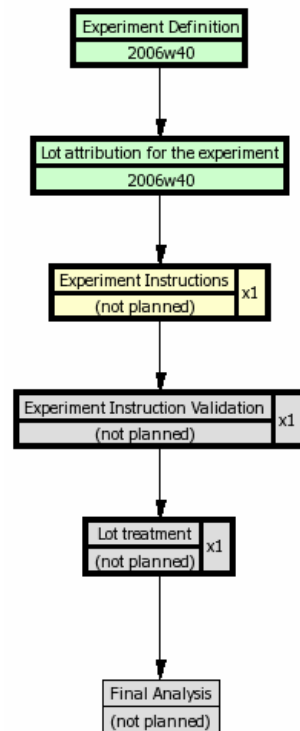 Experiment Definition
2006w40
Lot attribution for the experiment
2006w40
Experiment Instructions
(not planned)
x1
Experiment Instruction Validation
(not planned)
x1
Lot treatment
(not planned)
x1
Final Analysis
(not planned)